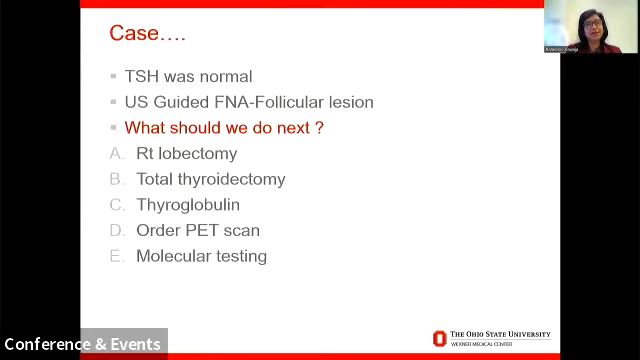 Case....
▪ TSH was normal
▪ US Guided FNA-Follicular lesion
▪ What should we do next ?
A. Rt lobectomy
B. Total thyroidectomy
C. Thyroglobulin
D. Order PET scan
E. Molecular testing
THE OHIO STATE UNIVERSITY
WEXNER MEDICAL CENTER
Conference & Events